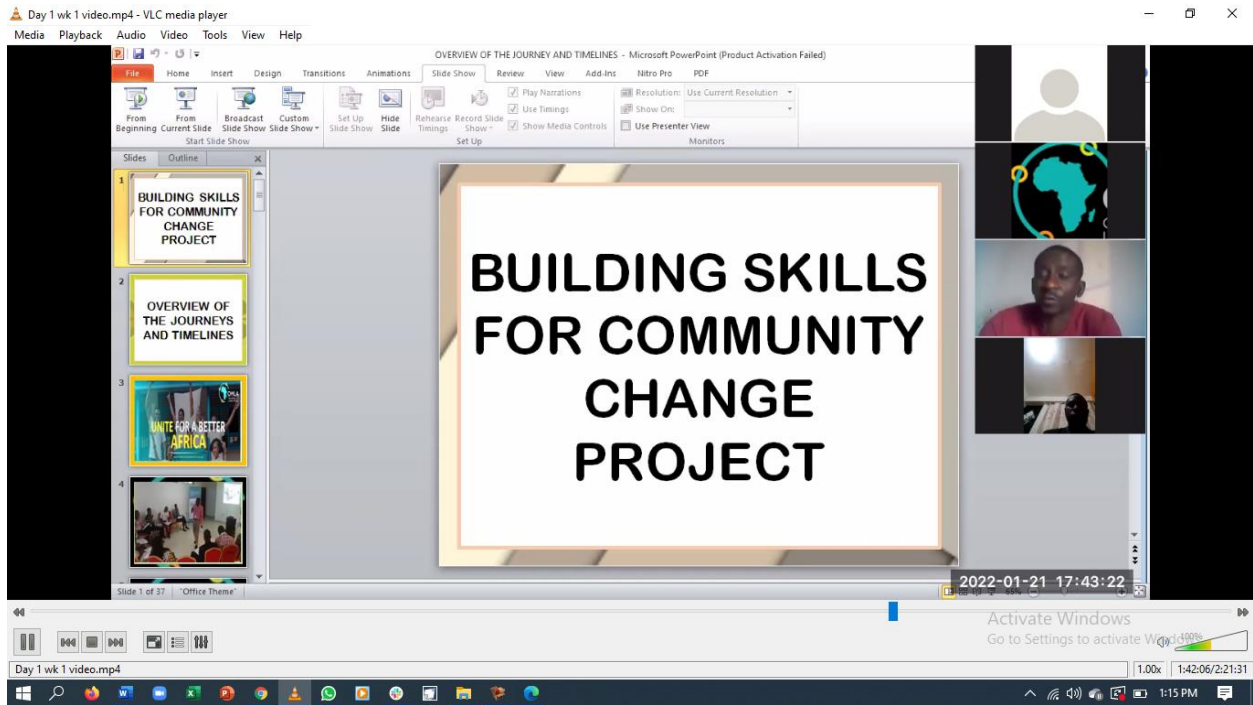 Day 1 wk 1 video.mp4 - VLC media player
Media Playback Audio Video Tools View Help
OVERVIEW OF THE JOURNEY AND TIMELINES - Microsoft PowerPoint (Product Activation Failed)
File Home Insert Design Transitions Animations Slide Show Review View Add-Ins Nitro Pro PDF
From Beginning
From Current Slide
Broadcast Slide Show
Custom Slide Show
Start Slide Show
Set Up Slide Show
Hide Slide
Rehearse Timings
Record Slide Show
Play Narrations
Use Timings
Show Media Controls
Set Up
Resolution: Use Current Resolution
Show On:
Use Presenter View
Monitors
Slides Outline
1
BUILDING SKILLS
FOR COMMUNITY
CHANGE
PROJECT
2
OVERVIEW OF
THE JOURNEYS
AND TIMELINES
3
UNITE FOR A BETTER
AFRICA
4
BUILDING SKILLS
FOR COMMUNITY
CHANGE
PROJECT
Slide 1 of 37 "Office Theme"
65%
2022-01-21 17:43:22
Activate Windows
Go to Settings to activate Windows.
100%
Day 1 wk 1 video.mp4
1.00x 1:42:06/2:21:31
1:15 PM